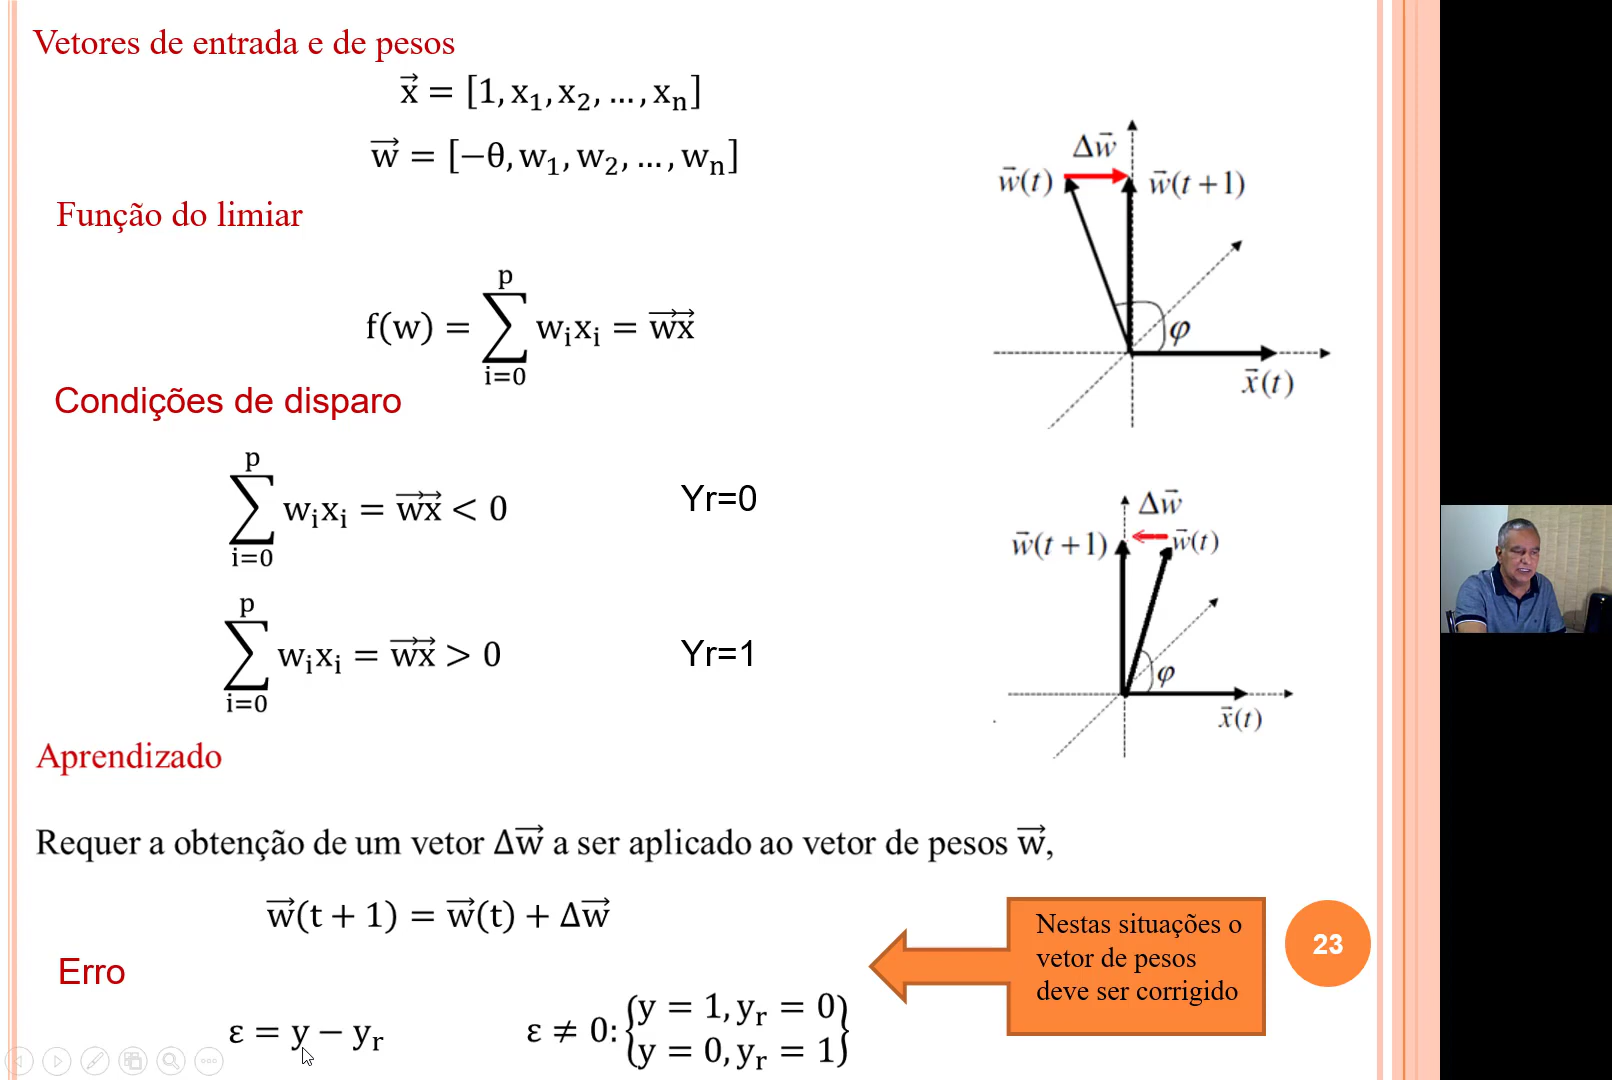 Vetores de entrada e de pesos
x⃗ = [1, x₁, x₂, …, xₙ]
w⃗ = [−θ, w₁, w₂, …, wₙ]
Função do limiar
f(w) = ∑ᵢ₌₀ᵖ wᵢxᵢ = w⃗x⃗
Condições de disparo
∑ᵢ₌₀ᵖ wᵢxᵢ = w⃗x⃗ < 0 Yr=0
∑ᵢ₌₀ᵖ wᵢxᵢ = w⃗x⃗ > 0 Yr=1
Aprendizado
Requer a obtenção de um vetor Δw⃗ a ser aplicado ao vetor de pesos w⃗,
w⃗(t + 1) = w⃗(t) + Δw⃗
Erro
ε = y − yᵣ
ε ≠ 0: {y = 1, yᵣ = 0}
{y = 0, yᵣ = 1}
Δw⃗
w⃗(t) w⃗(t + 1)
φ
x⃗(t)
Δw⃗
w⃗(t + 1) w⃗(t)
φ
x⃗(t)
Nestas situações o
vetor de pesos
deve ser corrigido
23